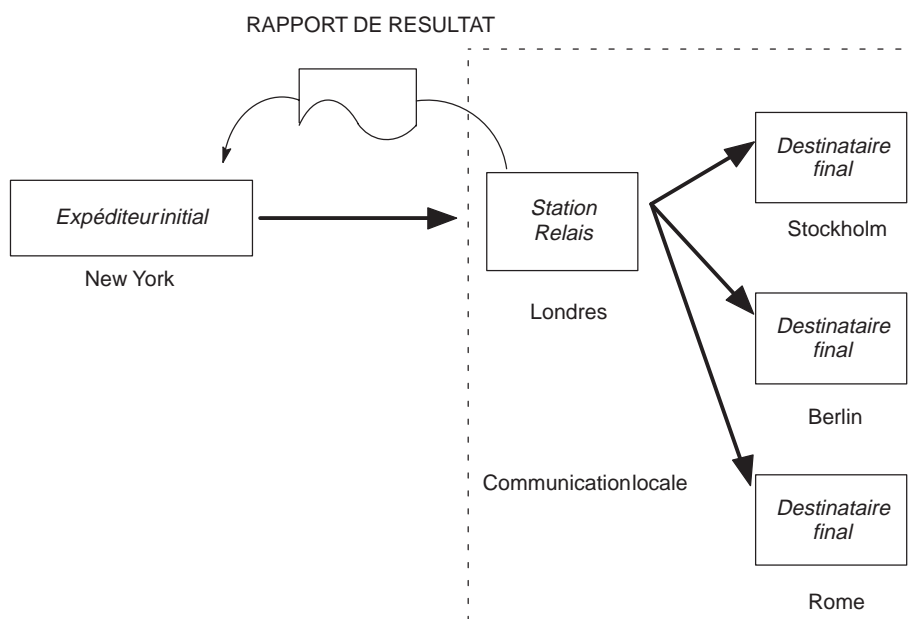 RAPPORT DE RESULTAT
Expéditeurinitial
New York
Station
Relais
Londres
Destinataire
final
Stockholm
Destinataire
final
Berlin
Communicationlocale
Destinataire
final
Rome